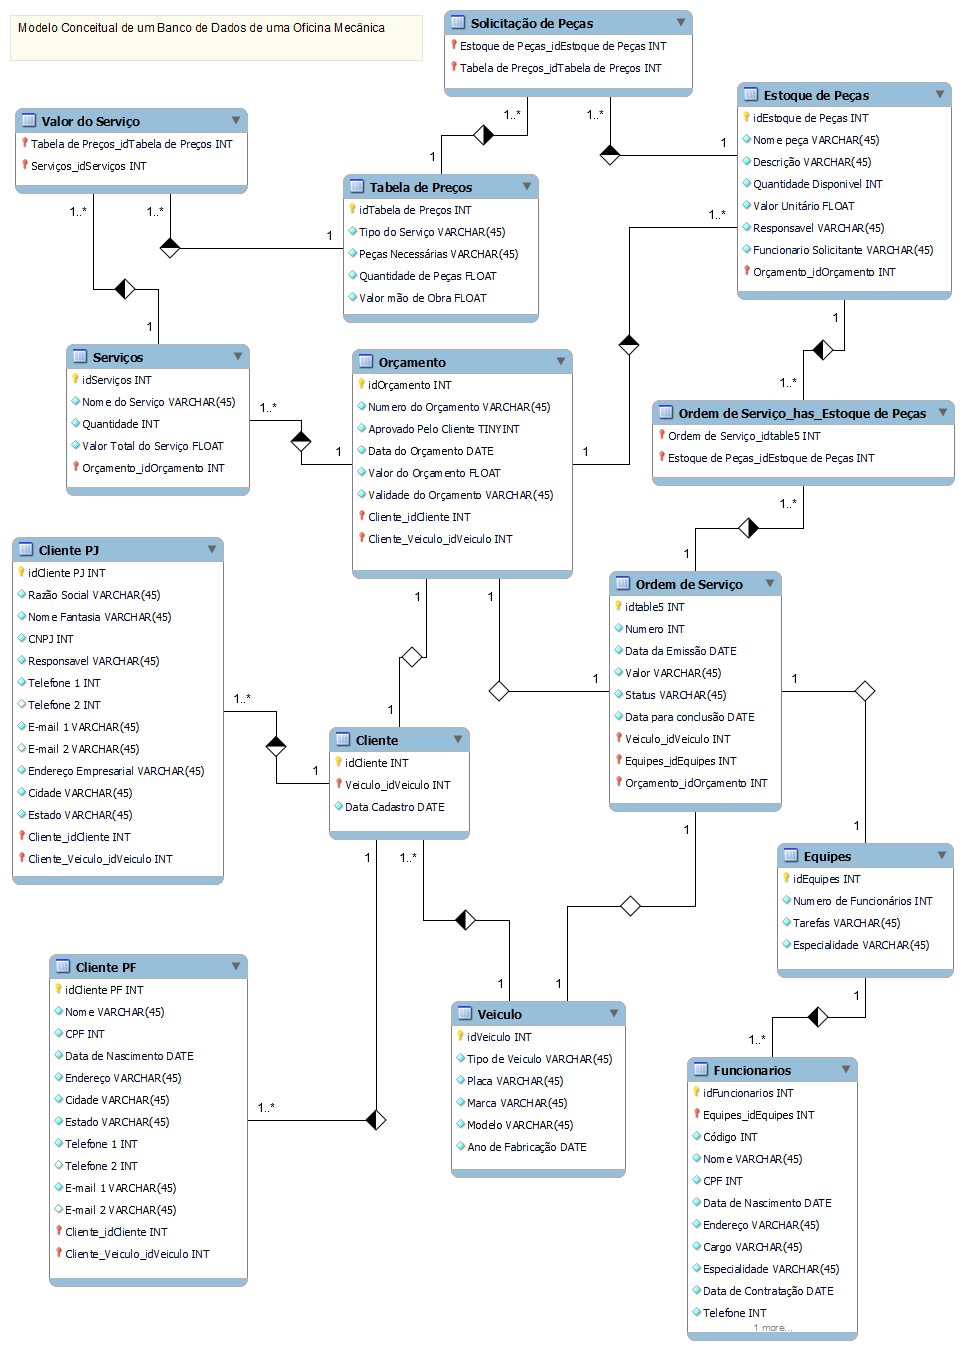 Modelo Conceitual de um Banco de Dados de uma Oficina Mecânica
Solicitação de Peças
Estoque de Peças_idEstoque de Peças INT
Tabela de Preços_idTabela de Preços INT
1..*
1..*
1
1
Estoque de Peças
idEstoque de Peças INT
Nome peça VARCHAR(45)
Descrição VARCHAR(45)
Quantidade Disponivel INT
Valor Unitário FLOAT
Responsavel VARCHAR(45)
Funcionario Solicitante VARCHAR(45)
Orçamento_idOrçamento INT
Valor do Serviço
Tabela de Preços_idTabela de Preços INT
Serviços_idServiços INT
1..*
1..*
1
1
Tabela de Preços
idTabela de Preços INT
Tipo do Serviço VARCHAR(45)
Peças Necessárias VARCHAR(45)
Quantidade de Peças FLOAT
Valor mão de Obra FLOAT
1..*
1
1
1..*
Serviços
idServiços INT
Nome do Serviço VARCHAR(45)
Quantidade INT
Valor Total do Serviço FLOAT
Orçamento_idOrçamento INT
1..*
1
Orçamento
idOrçamento INT
Numero do Orçamento VARCHAR(45)
Aprovado Pelo Cliente TINYINT
Data do Orçamento DATE
Valor do Orçamento FLOAT
Validade do Orçamento VARCHAR(45)
Cliente_idCliente INT
Cliente_Veiculo_idVeiculo INT
1
1
1
1
Ordem de Serviço_has_Estoque de Peças
Ordem de Serviço_idtable5 INT
Estoque de Peças_idEstoque de Peças INT
1..*
1
Cliente PJ
idCliente PJ INT
Razão Social VARCHAR(45)
Nome Fantasia VARCHAR(45)
CNPJ INT
Responsavel VARCHAR(45)
Telefone 1 INT
Telefone 2 INT
E-mail 1 VARCHAR(45)
E-mail 2 VARCHAR(45)
Endereço Empresarial VARCHAR(45)
Cidade VARCHAR(45)
Estado VARCHAR(45)
Cliente_idCliente INT
Cliente_Veiculo_idVeiculo INT
1..*
1
Ordem de Serviço
idtable5 INT
Numero INT
Data da Emissão DATE
Valor VARCHAR(45)
Status VARCHAR(45)
Data para conclusão DATE
Veiculo_idVeiculo INT
Equipes_idEquipes INT
Orçamento_idOrçamento INT
1
1
1
Cliente
idCliente INT
Veiculo_idVeiculo INT
Data Cadastro DATE
1
1..*
1
1
Equipes
idEquipes INT
Numero de Funcionários INT
Tarefas VARCHAR(45)
Especialidade VARCHAR(45)
1
1..*
Cliente PF
idCliente PF INT
Nome VARCHAR(45)
CPF INT
Data de Nascimento DATE
Endereço VARCHAR(45)
Cidade VARCHAR(45)
Estado VARCHAR(45)
Telefone 1 INT
Telefone 2 INT
E-mail 1 VARCHAR(45)
E-mail 2 VARCHAR(45)
Cliente_idCliente INT
Cliente_Veiculo_idVeiculo INT
1..*
Veiculo
idVeiculo INT
Tipo de Veiculo VARCHAR(45)
Placa VARCHAR(45)
Marca VARCHAR(45)
Modelo VARCHAR(45)
Ano de Fabricação DATE
Funcionarios
idFuncionarios INT
Equipes_idEquipes INT
Código INT
Nome VARCHAR(45)
CPF INT
Data de Nascimento DATE
Endereço VARCHAR(45)
Cargo VARCHAR(45)
Especialidade VARCHAR(45)
Data de Contratação DATE
Telefone INT
1 more...